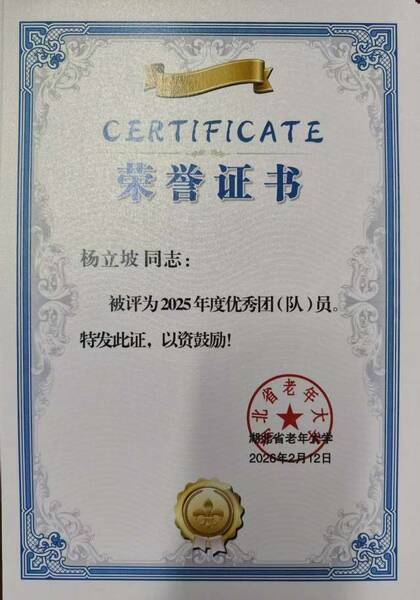 CERTIFICATE
荣誉证书
杨立坡同志：
被评为2025年度优秀团（队）员。
特发此证，以资鼓励！
湖北省老年大学
湖北省老年大学
2026年2月12日